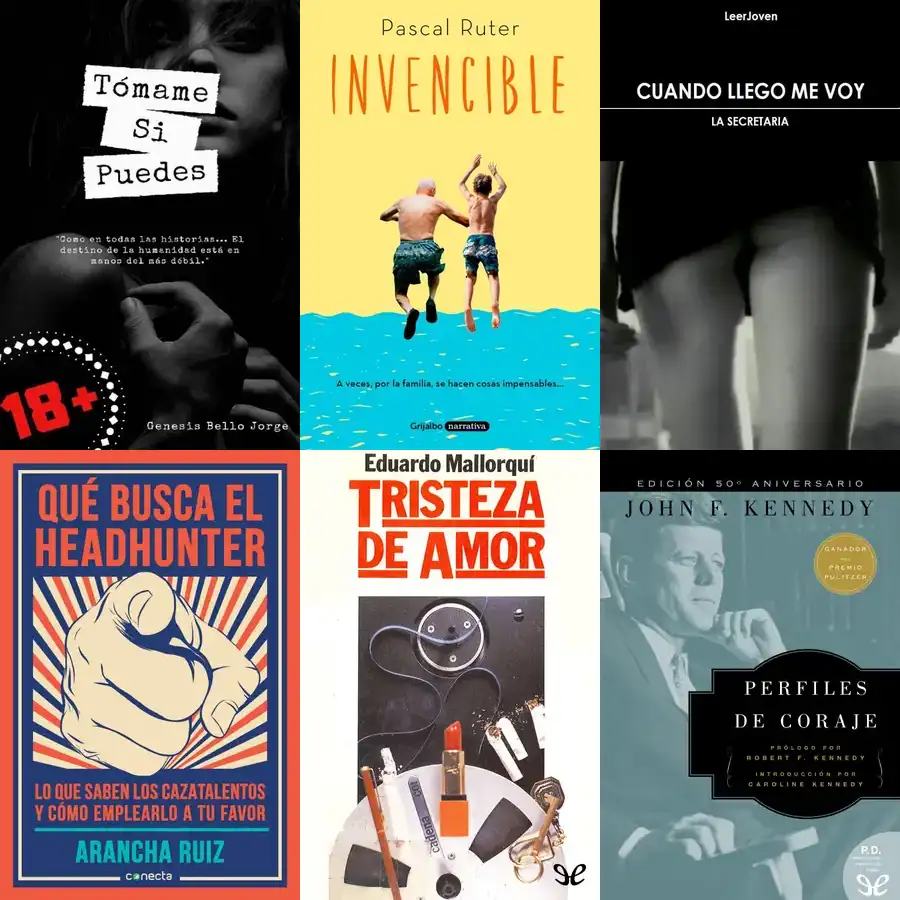 Tómame
Si
Puedes
"Como en todas las historias... El
destino de la humanidad está en
manos del más débil."
18+
Genesis Bello Jorge
Pascal Ruter
INVENCIBLE
A veces, por la familia, se hacen cosas impensables...
Grijalbo narrativa
LeerJoven
CUANDO LLEGO ME VOY
LA SECRETARIA
QUÉ BUSCA EL
HEADHUNTER
LO QUE SABEN LOS CAZATALENTOS
Y CÓMO EMPLEARLO A TU FAVOR
ARANCHA RUIZ
conecta
Eduardo Mallorquí
TRISTEZA
DE AMOR
cadena
EDICIÓN 50º ANIVERSARIO
JOHN F. KENNEDY
GANADOR
DEL
PREMIO
PULITZER
PERFILES
DE CORAJE
PRÓLOGO POR
ROBERT F. KENNEDY
INTRODUCCIÓN POR
CAROLINE KENNEDY
P.D.